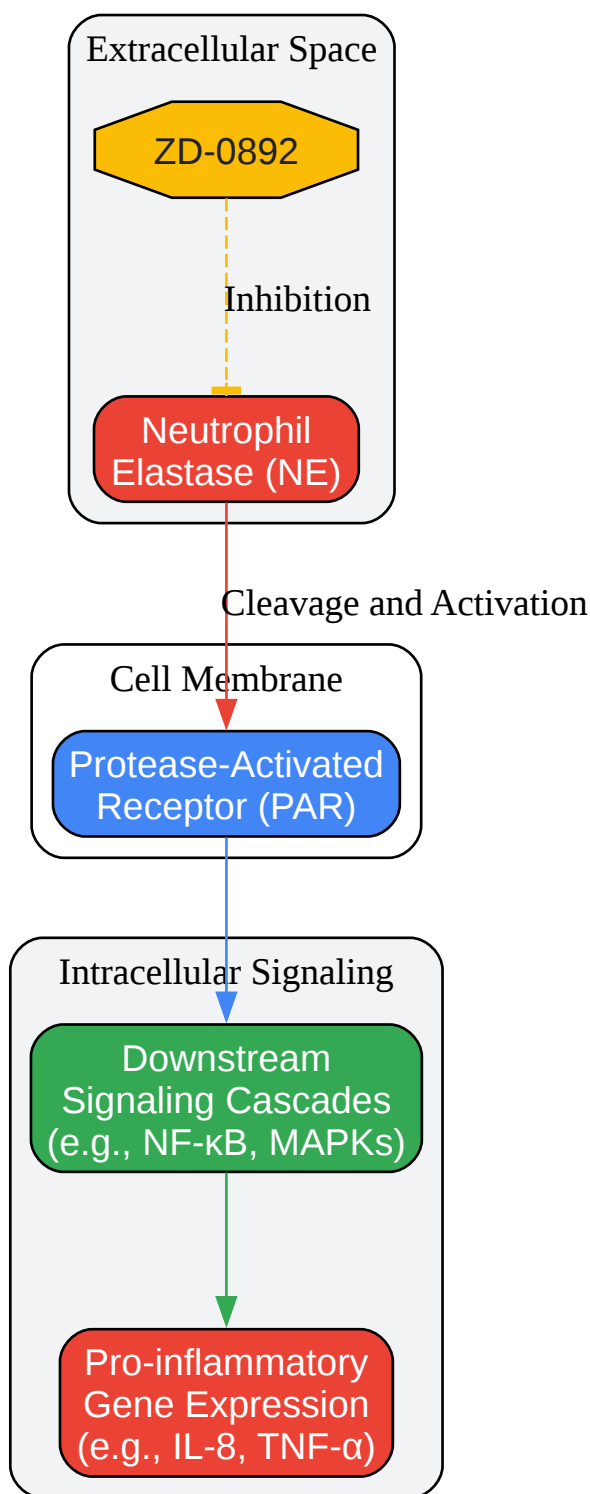 Extracellular Space
ZD-0892
Inhibition
Neutrophil
Elastase (NE)
Cleavage and Activation
Cell Membrane
Protease-Activated
Receptor (PAR)
Intracellular Signaling
Downstream
Signaling Cascades
(e.g., NF-κB, MAPKs)
Pro-inflammatory
Gene Expression
(e.g., IL-8, TNF-α)